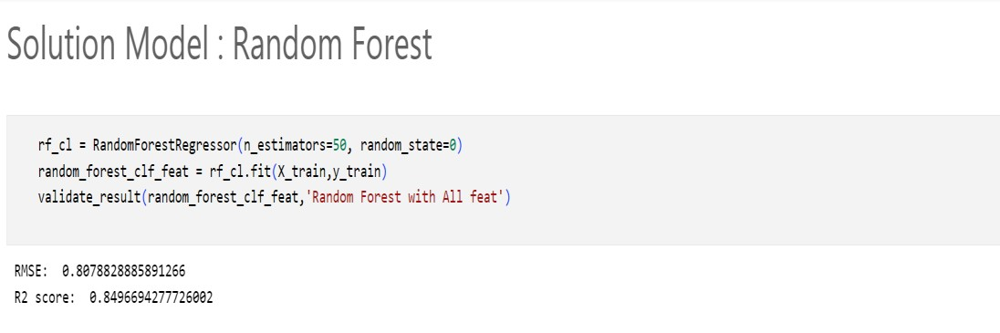 Solution Model : Random Forest
rf_cl = RandomForestRegressor(n_estimators=50, random_state=0)
random_forest_clf_feat = rf_cl.fit(X_train,y_train)
validate_result(random_forest_clf_feat,'Random Forest with All feat')
RMSE:  0.8078828885891266
R2 score:  0.8496694277726002